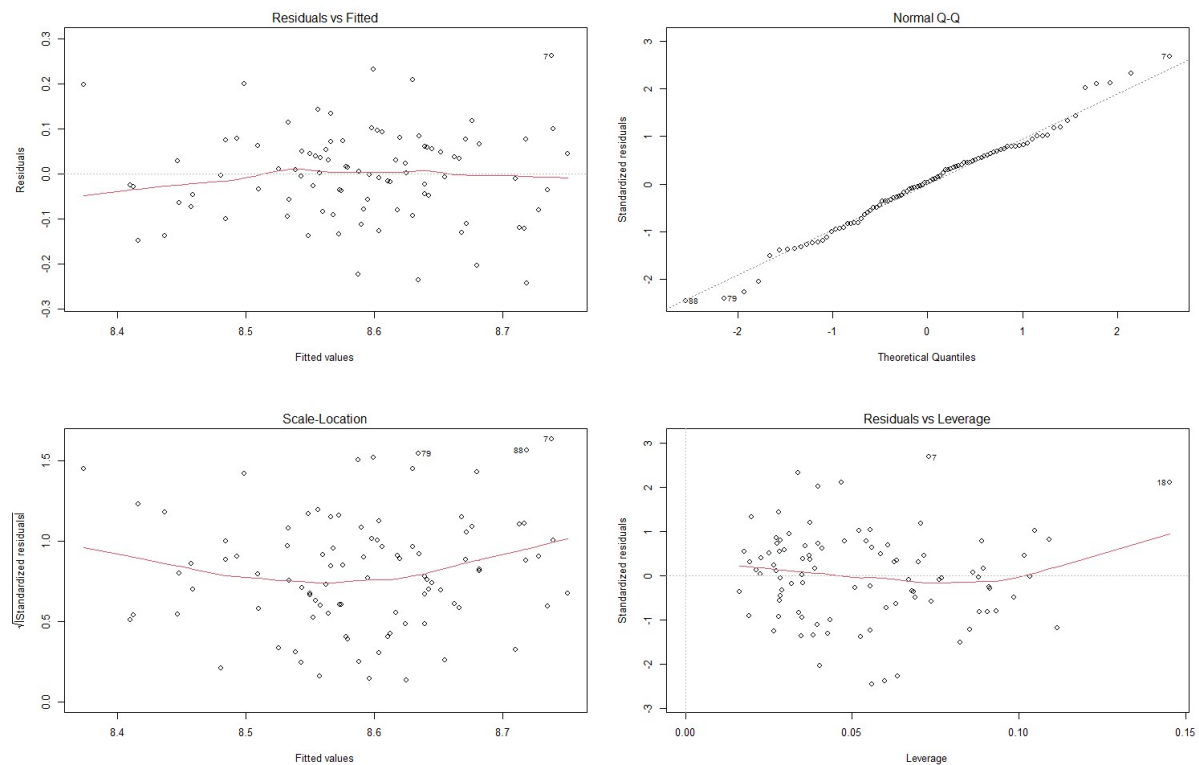 Residuals vs Fitted
Residuals
0.3
0.2
0.1
0.0
-0.1
-0.2
-0.3
7
8.4 8.5 8.6 8.7
Fitted values
Normal Q-Q
Standardized residuals
3
2
1
0
-1
-2
7
88
79
-2 -1 0 1 2
Theoretical Quantiles
Scale-Location
√|Standardized residuals|
1.5
1.0
0.5
0.0
79
88
7
8.4 8.5 8.6 8.7
Fitted values
Residuals vs Leverage
Standardized residuals
3
2
1
0
-1
-2
-3
7
18
0.00 0.05 0.10 0.15
Leverage